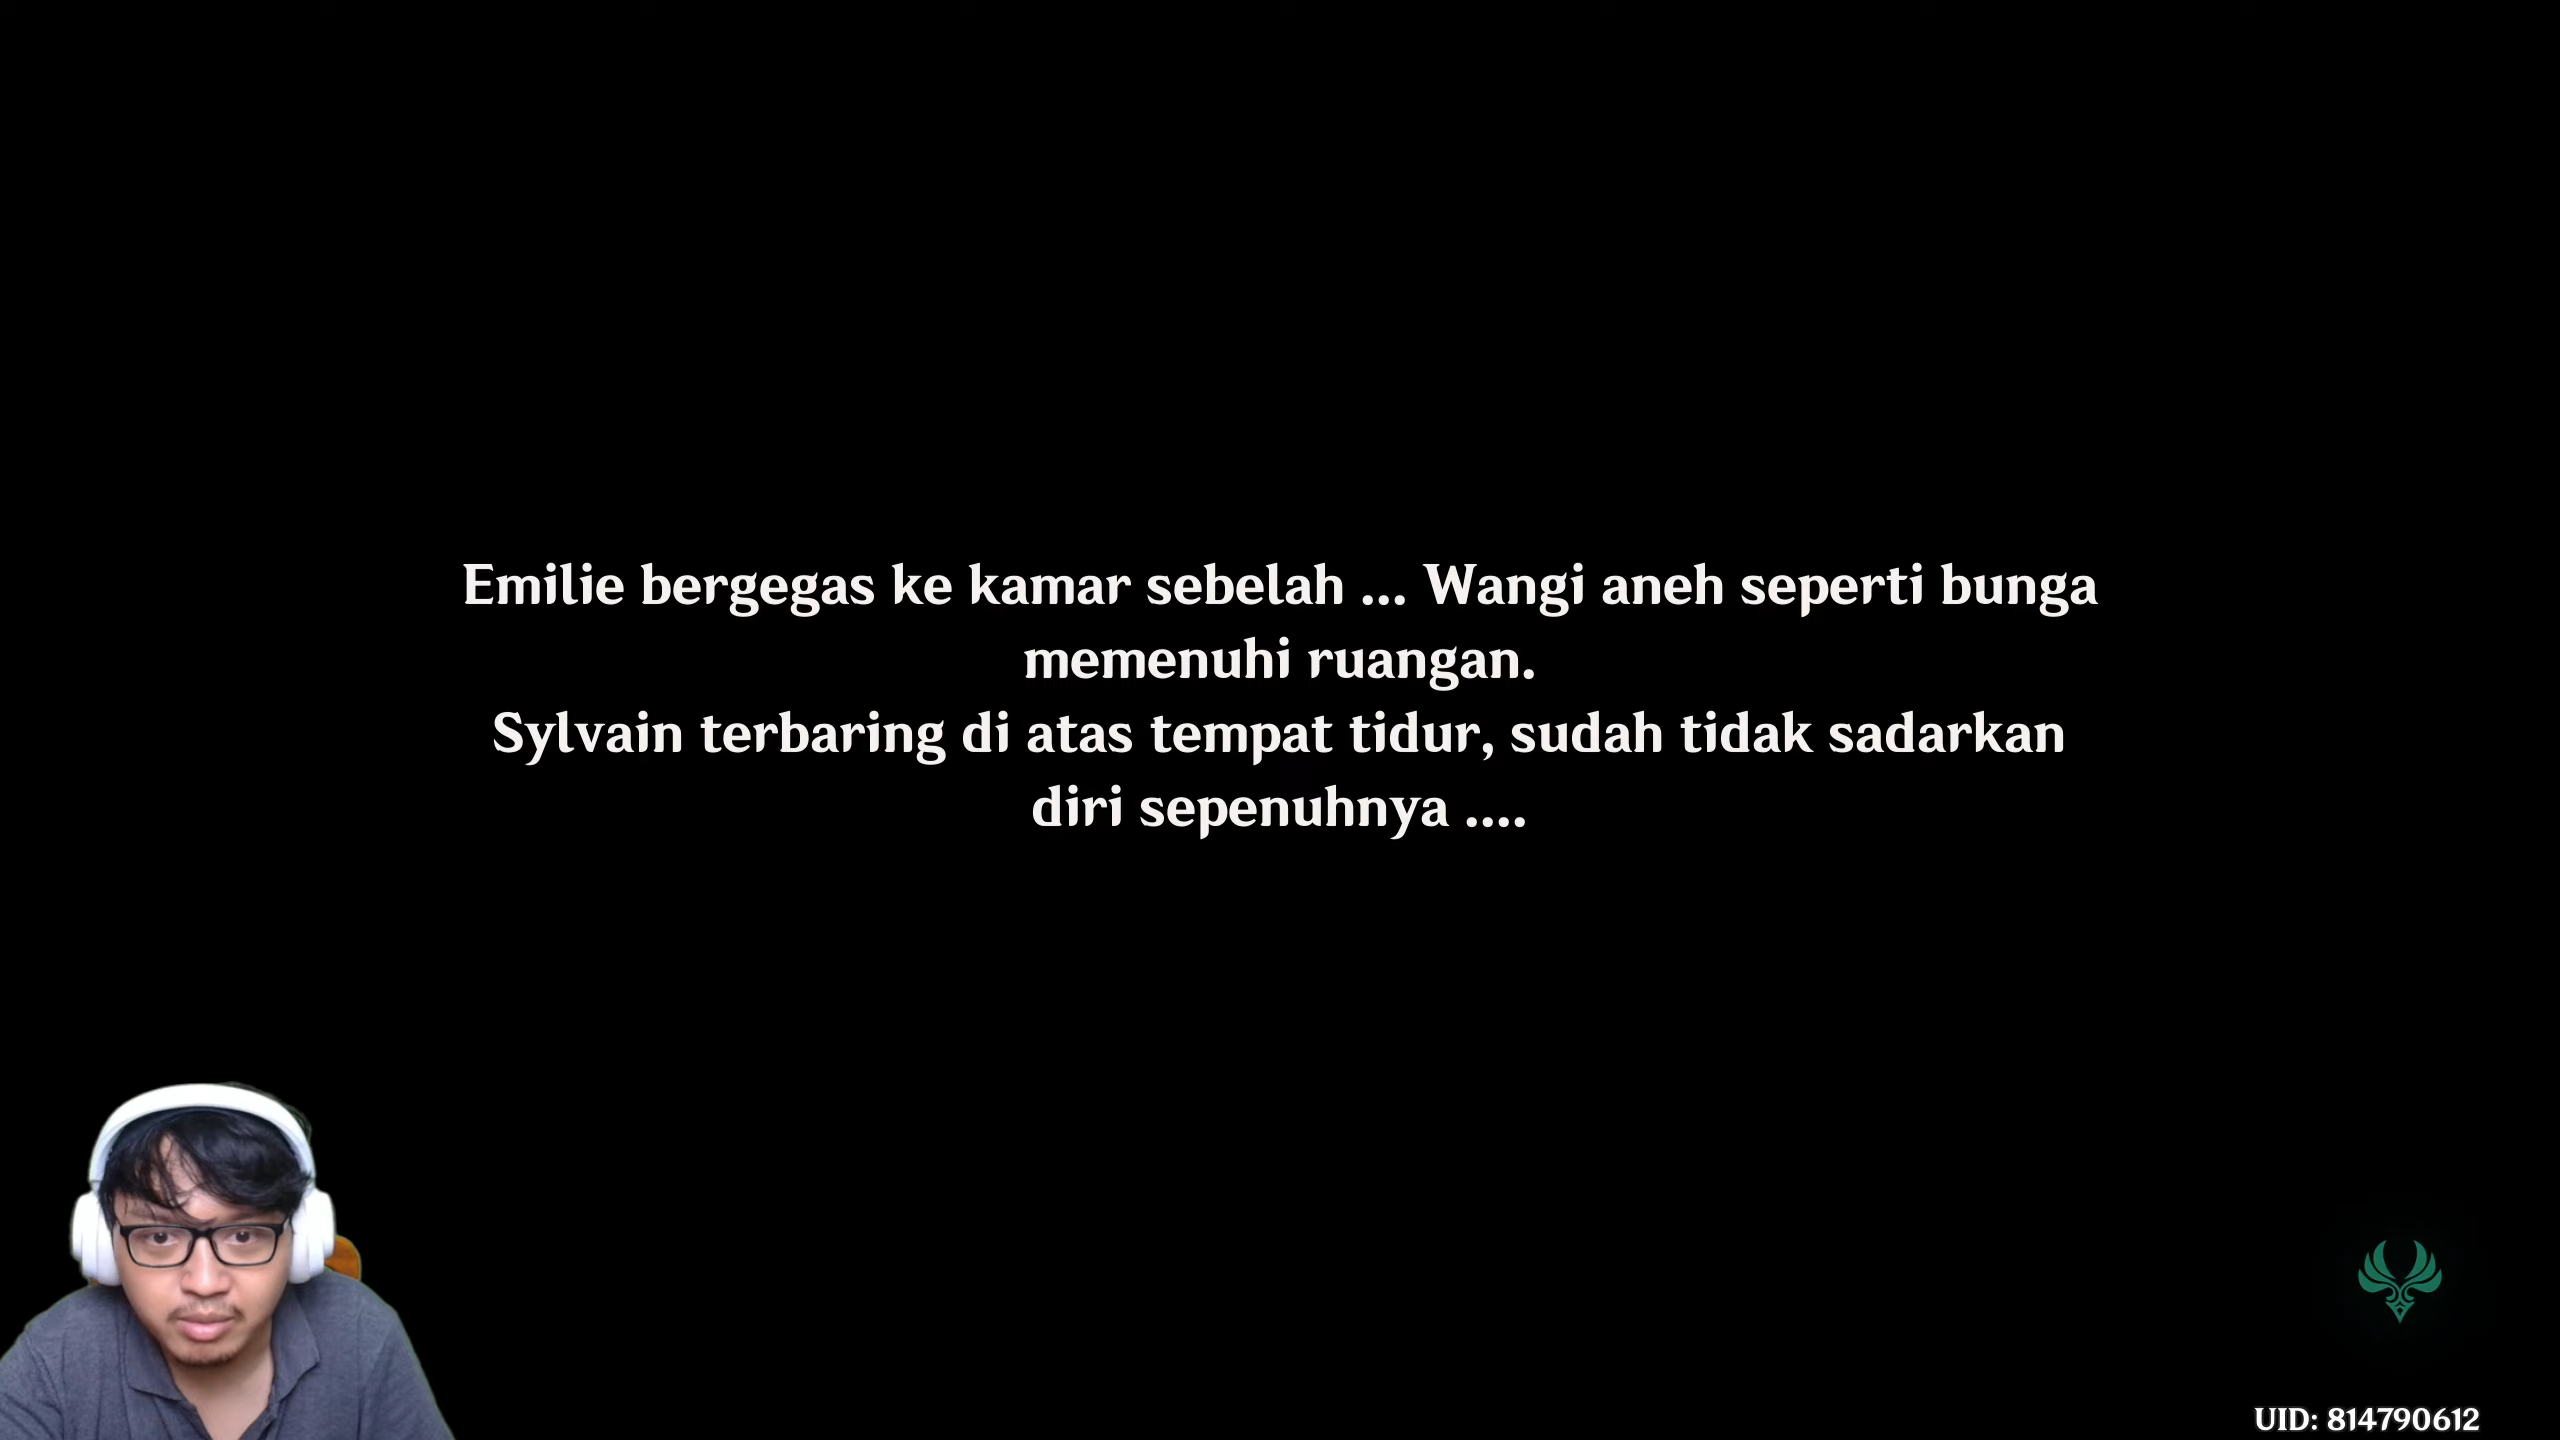 Emilie bergegas ke kamar sebelah ... Wangi aneh seperti bunga
memenuhi ruangan.
Sylvain terbaring di atas tempat tidur, sudah tidak sadarkan
diri sepenuhnya ....
UID: 814790612